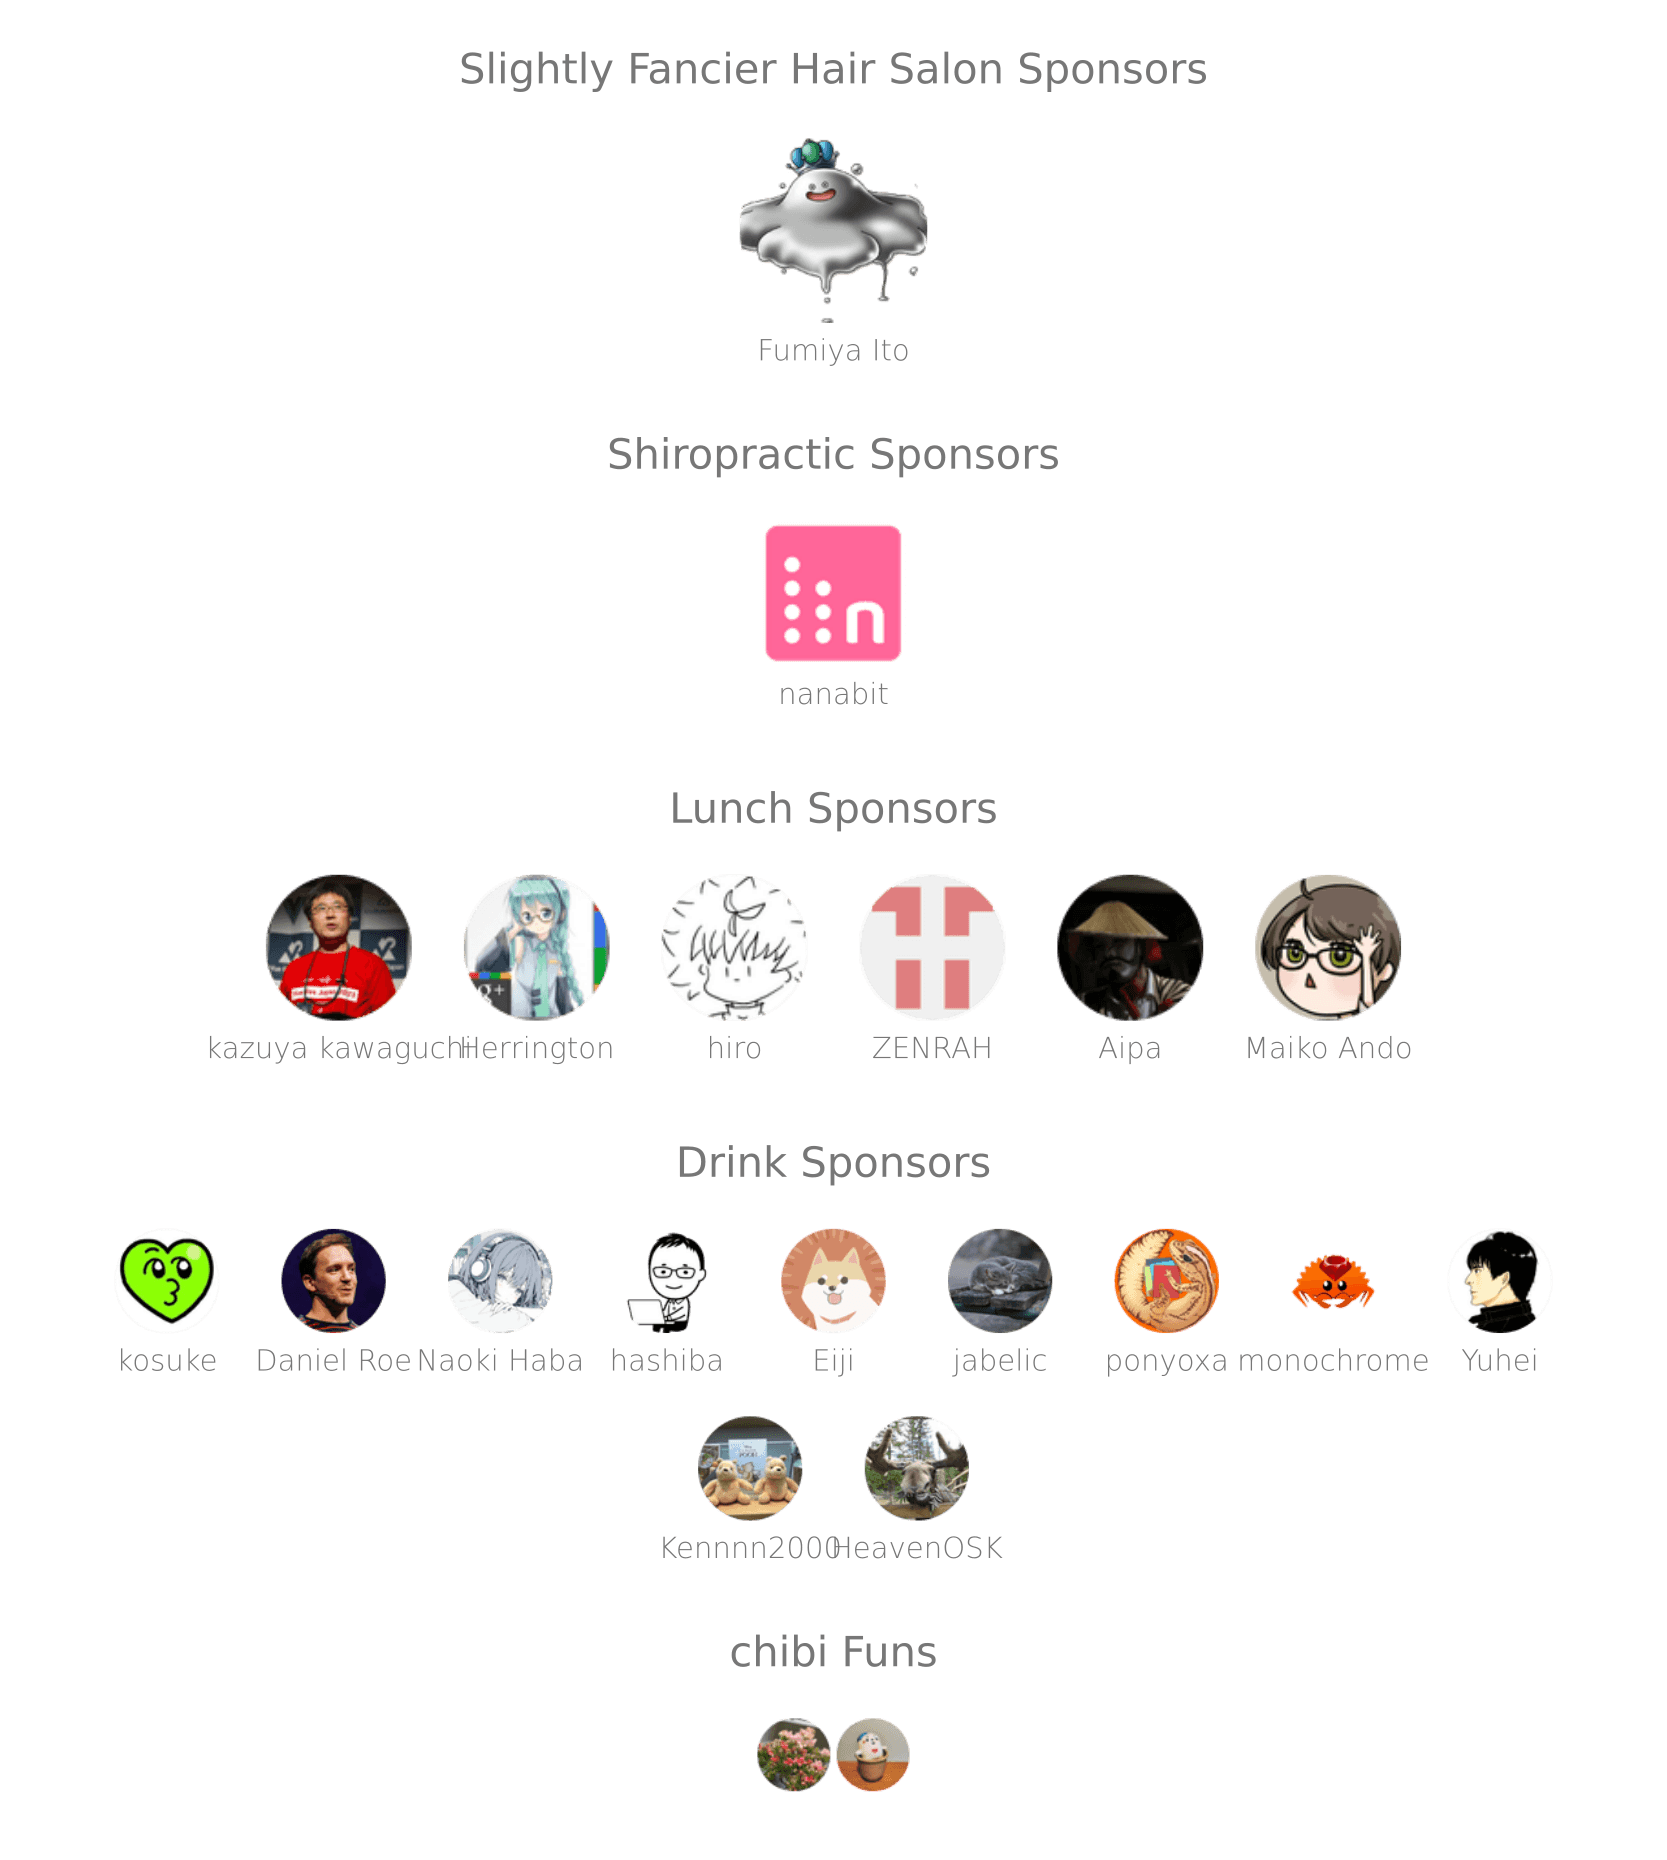 Slightly Fancier Hair Salon Sponsors
Fumiya Ito
Shiropractic Sponsors
n
nanabit
Lunch Sponsors
g+
kazuya kawaguchi Herrington hiro ZENRAH Aipa Maiko Ando
Drink Sponsors
kosuke Daniel Roe Naoki Haba hashiba Eiji jabelic ponyoxa monochrome Yuhei
Kennnn2000 HeavenOSK
chibi Funs